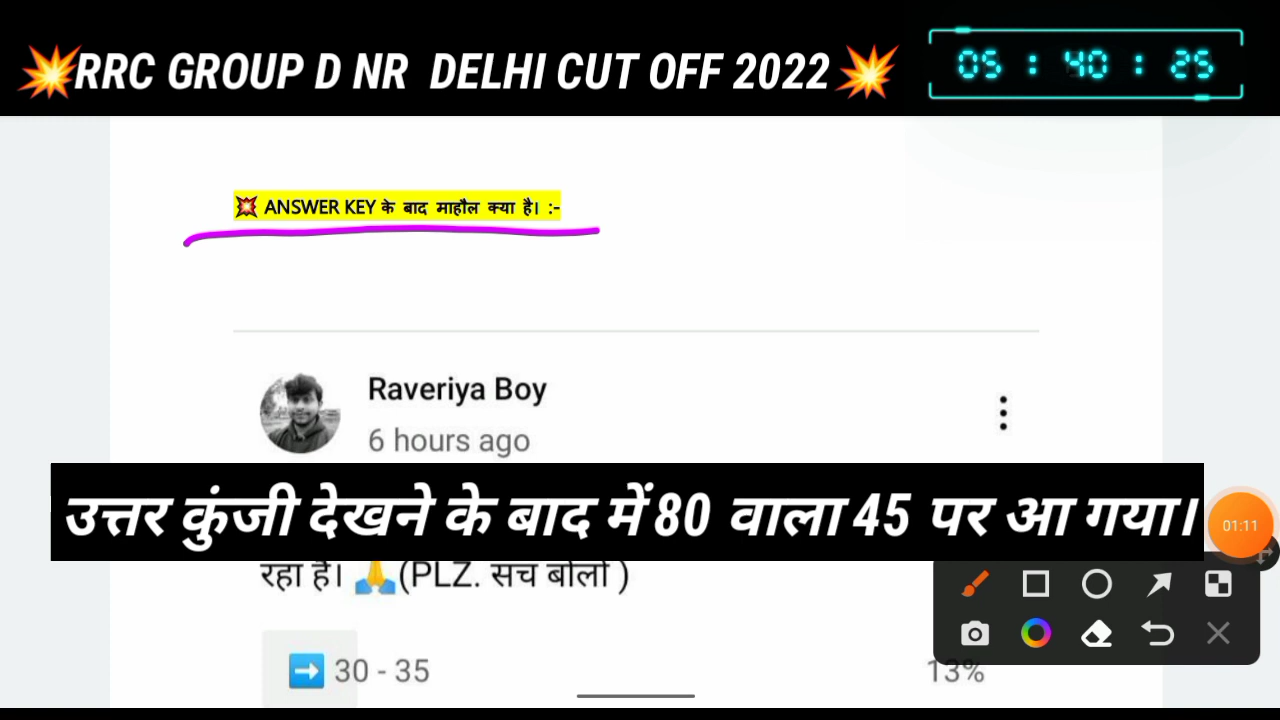 💥RRC GROUP D NR DELHI CUT OFF 2022💥
05 : 40 : 25
💥 ANSWER KEY के बाद माहौल क्या है। :-
Raveriya Boy
6 hours ago
उत्तर कुंजी देखने के बाद में 80 वाला 45 पर आ गया।
01:11
रहा है। 🙏(PLZ. सच बोलो )
➡️ 30 - 35
13%